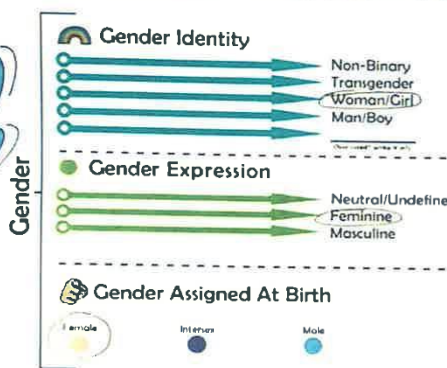 Gender
Gender Identity
Non-Binary
Transgender
Woman/Girl
Man/Boy
Gender Expression
Neutral/Undefine
Feminine
Masculine
Gender Assigned At Birth
Female Intersex Male